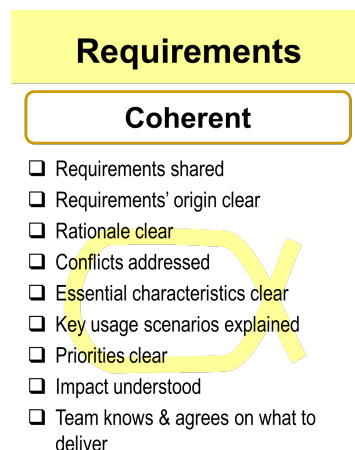 Requirements
Coherent
❑ Requirements shared
❑ Requirements’ origin clear
❑ Rationale clear
❑ Conflicts addressed
❑ Essential characteristics clear
❑ Key usage scenarios explained
❑ Priorities clear
❑ Impact understood
❑ Team knows & agrees on what to
deliver